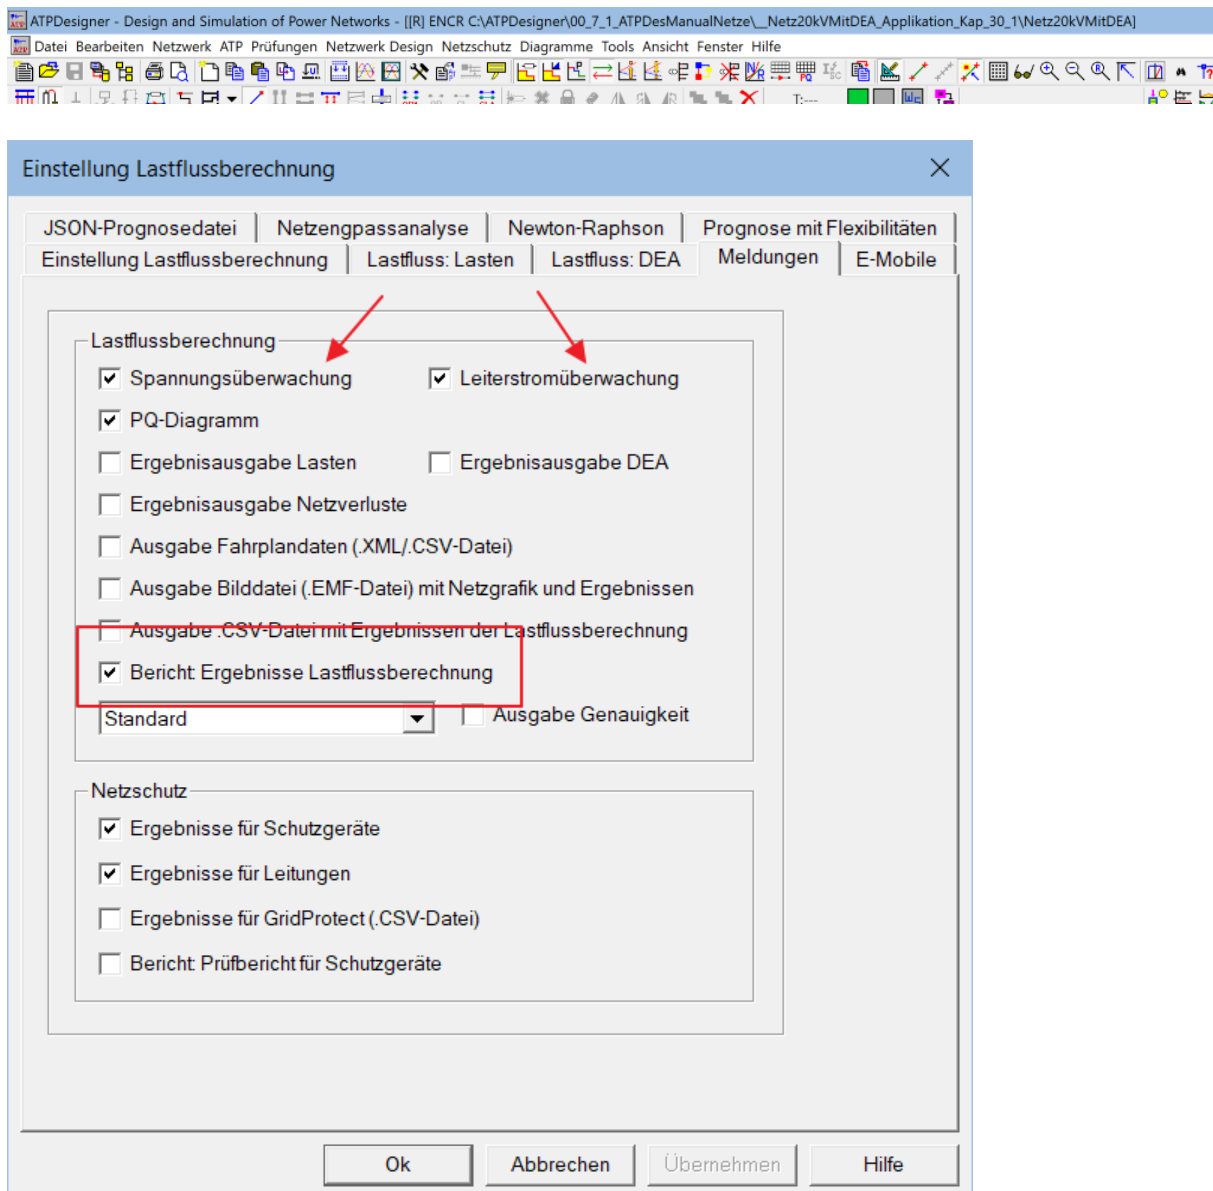 ATPDesigner - Design and Simulation of Power Networks - [[R] ENCR C:\ATPDesigner\00_7_1_ATPDesManualNetze\__Netz20kVMitDEA_Applikation_Kap_30_1\Netz20kVMitDEA]
Datei Bearbeiten Netzwerk ATP Prüfungen Netzwerk Design Netzschutz Diagramme Tools Ansicht Fenster Hilfe
T:---
Einstellung Lastflussberechnung
JSON-Prognosedatei Netzengpassanalyse Newton-Raphson Prognose mit Flexibilitäten
Einstellung Lastflussberechnung Lastfluss: Lasten Lastfluss: DEA Meldungen E-Mobile
Lastflussberechnung
Spannungsüberwachung Leiterstromüberwachung
PQ-Diagramm
Ergebnisausgabe Lasten Ergebnisausgabe DEA
Ergebnisausgabe Netzverluste
Ausgabe Fahrplandaten (.XML/.CSV-Datei)
Ausgabe Bilddatei (.EMF-Datei) mit Netzgrafik und Ergebnissen
Ausgabe .CSV-Datei mit Ergebnissen der Lastflussberechnung
Bericht: Ergebnisse Lastflussberechnung
Standard Ausgabe Genauigkeit
Netzschutz
Ergebnisse für Schutzgeräte
Ergebnisse für Leitungen
Ergebnisse für GridProtect (.CSV-Datei)
Bericht: Prüfbericht für Schutzgeräte
Ok Abbrechen Übernehmen Hilfe